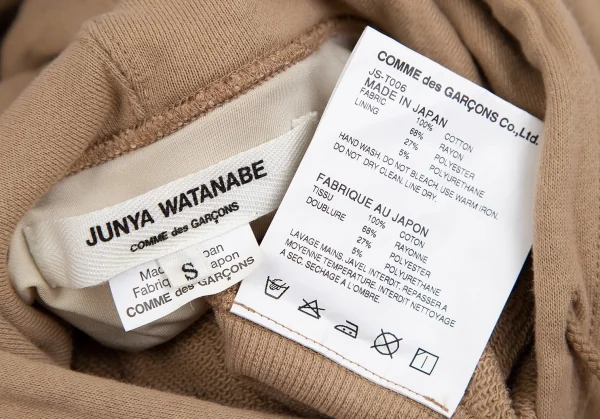 JUNYA WATANABE
COMME des GARÇONS
S
Made
pan
Fabriq
apon
COMME des GARÇONS
COMME des GARÇONS Co.,Ltd.
JS-T006
MADE IN JAPAN
FABRIC 100% COTTON
LINING 68% RAYON
27% POLYESTER
5% POLYURETHANE
HAND WASH. DO NOT BLEACH. USE WARM IRON.
DO NOT DRY CLEAN. LINE DRY.
FABRIQUE AU JAPON
TISSU 100% COTON
DOUBLURE 68% RAYONNE
27% POLYESTER
5% POLYURETHANE
LAVAGE MAINS. JAVEL INTERDIT. REPASSER A
MOYENNE TEMPERATURE. INTERDIT NETTOYAGE
A SEC. SECHAGE A L'OMBRE.